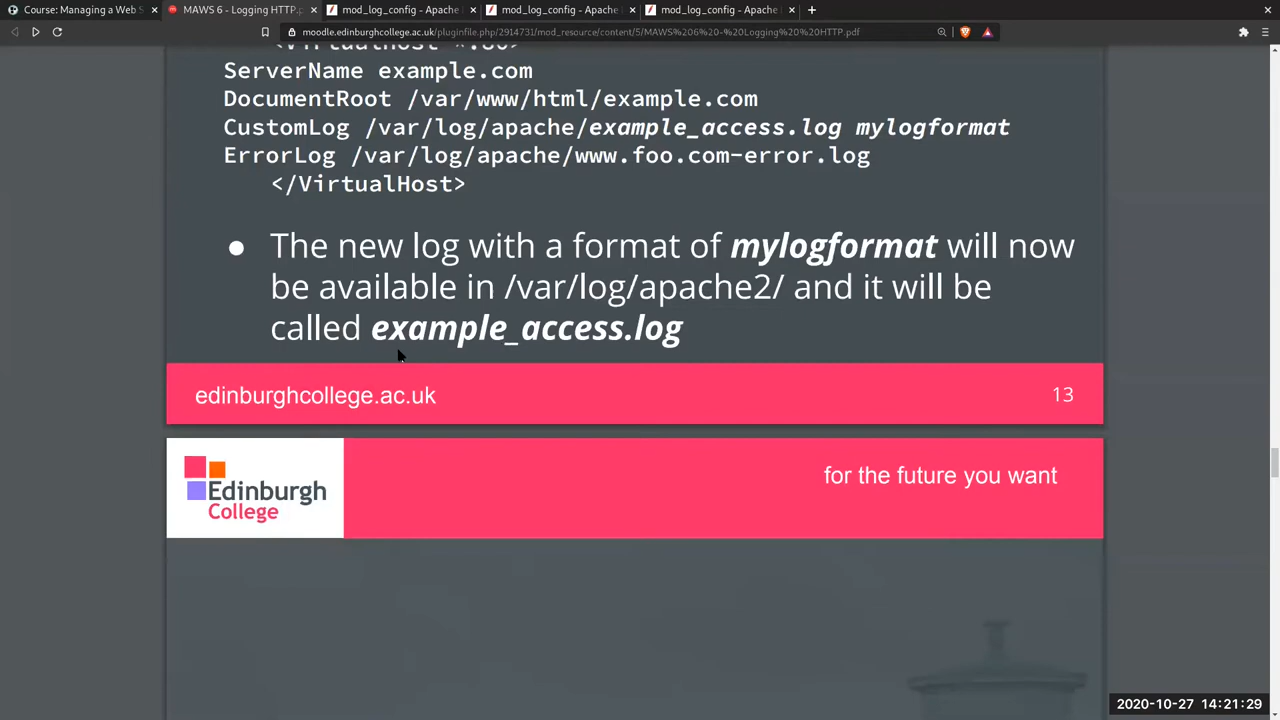 Course: Managing a Web S
MAWS 6 - Logging HTTP.p
mod_log_config - Apache
mod_log_config - Apache
mod_log_config - Apache
moodle.edinburghcollege.ac.uk/pluginfile.php/2914731/mod_resource/content/5/MAWS%206%20-%20Logging%20%20HTTP.pdf
<VirtualHost *:80>
ServerName example.com
DocumentRoot /var/www/html/example.com
CustomLog /var/log/apache/example_access.log mylogformat
ErrorLog /var/log/apache/www.foo.com-error.log
</VirtualHost>
● The new log with a format of mylogformat will now
be available in /var/log/apache2/ and it will be
called example_access.log
edinburghcollege.ac.uk 13
Edinburgh
College
for the future you want
2020-10-27 14:21:29